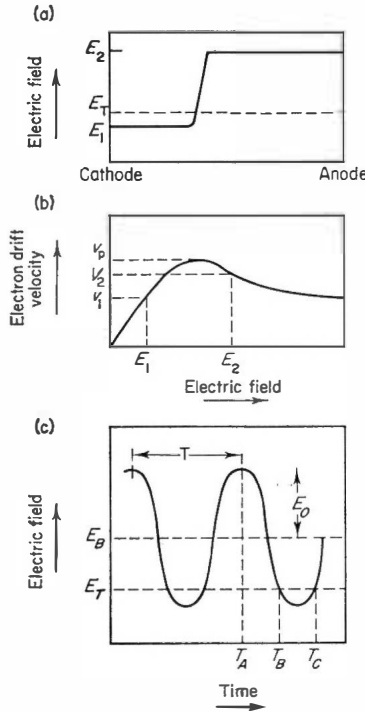 (a)
E2
ET
E1
Electric field
Cathode Anode
(b)
Vp
V2
V1
Electron drift
velocity
E1 E2
Electric field
(c)
T
E0
EB
ET
Electric field
TA TB TC
Time